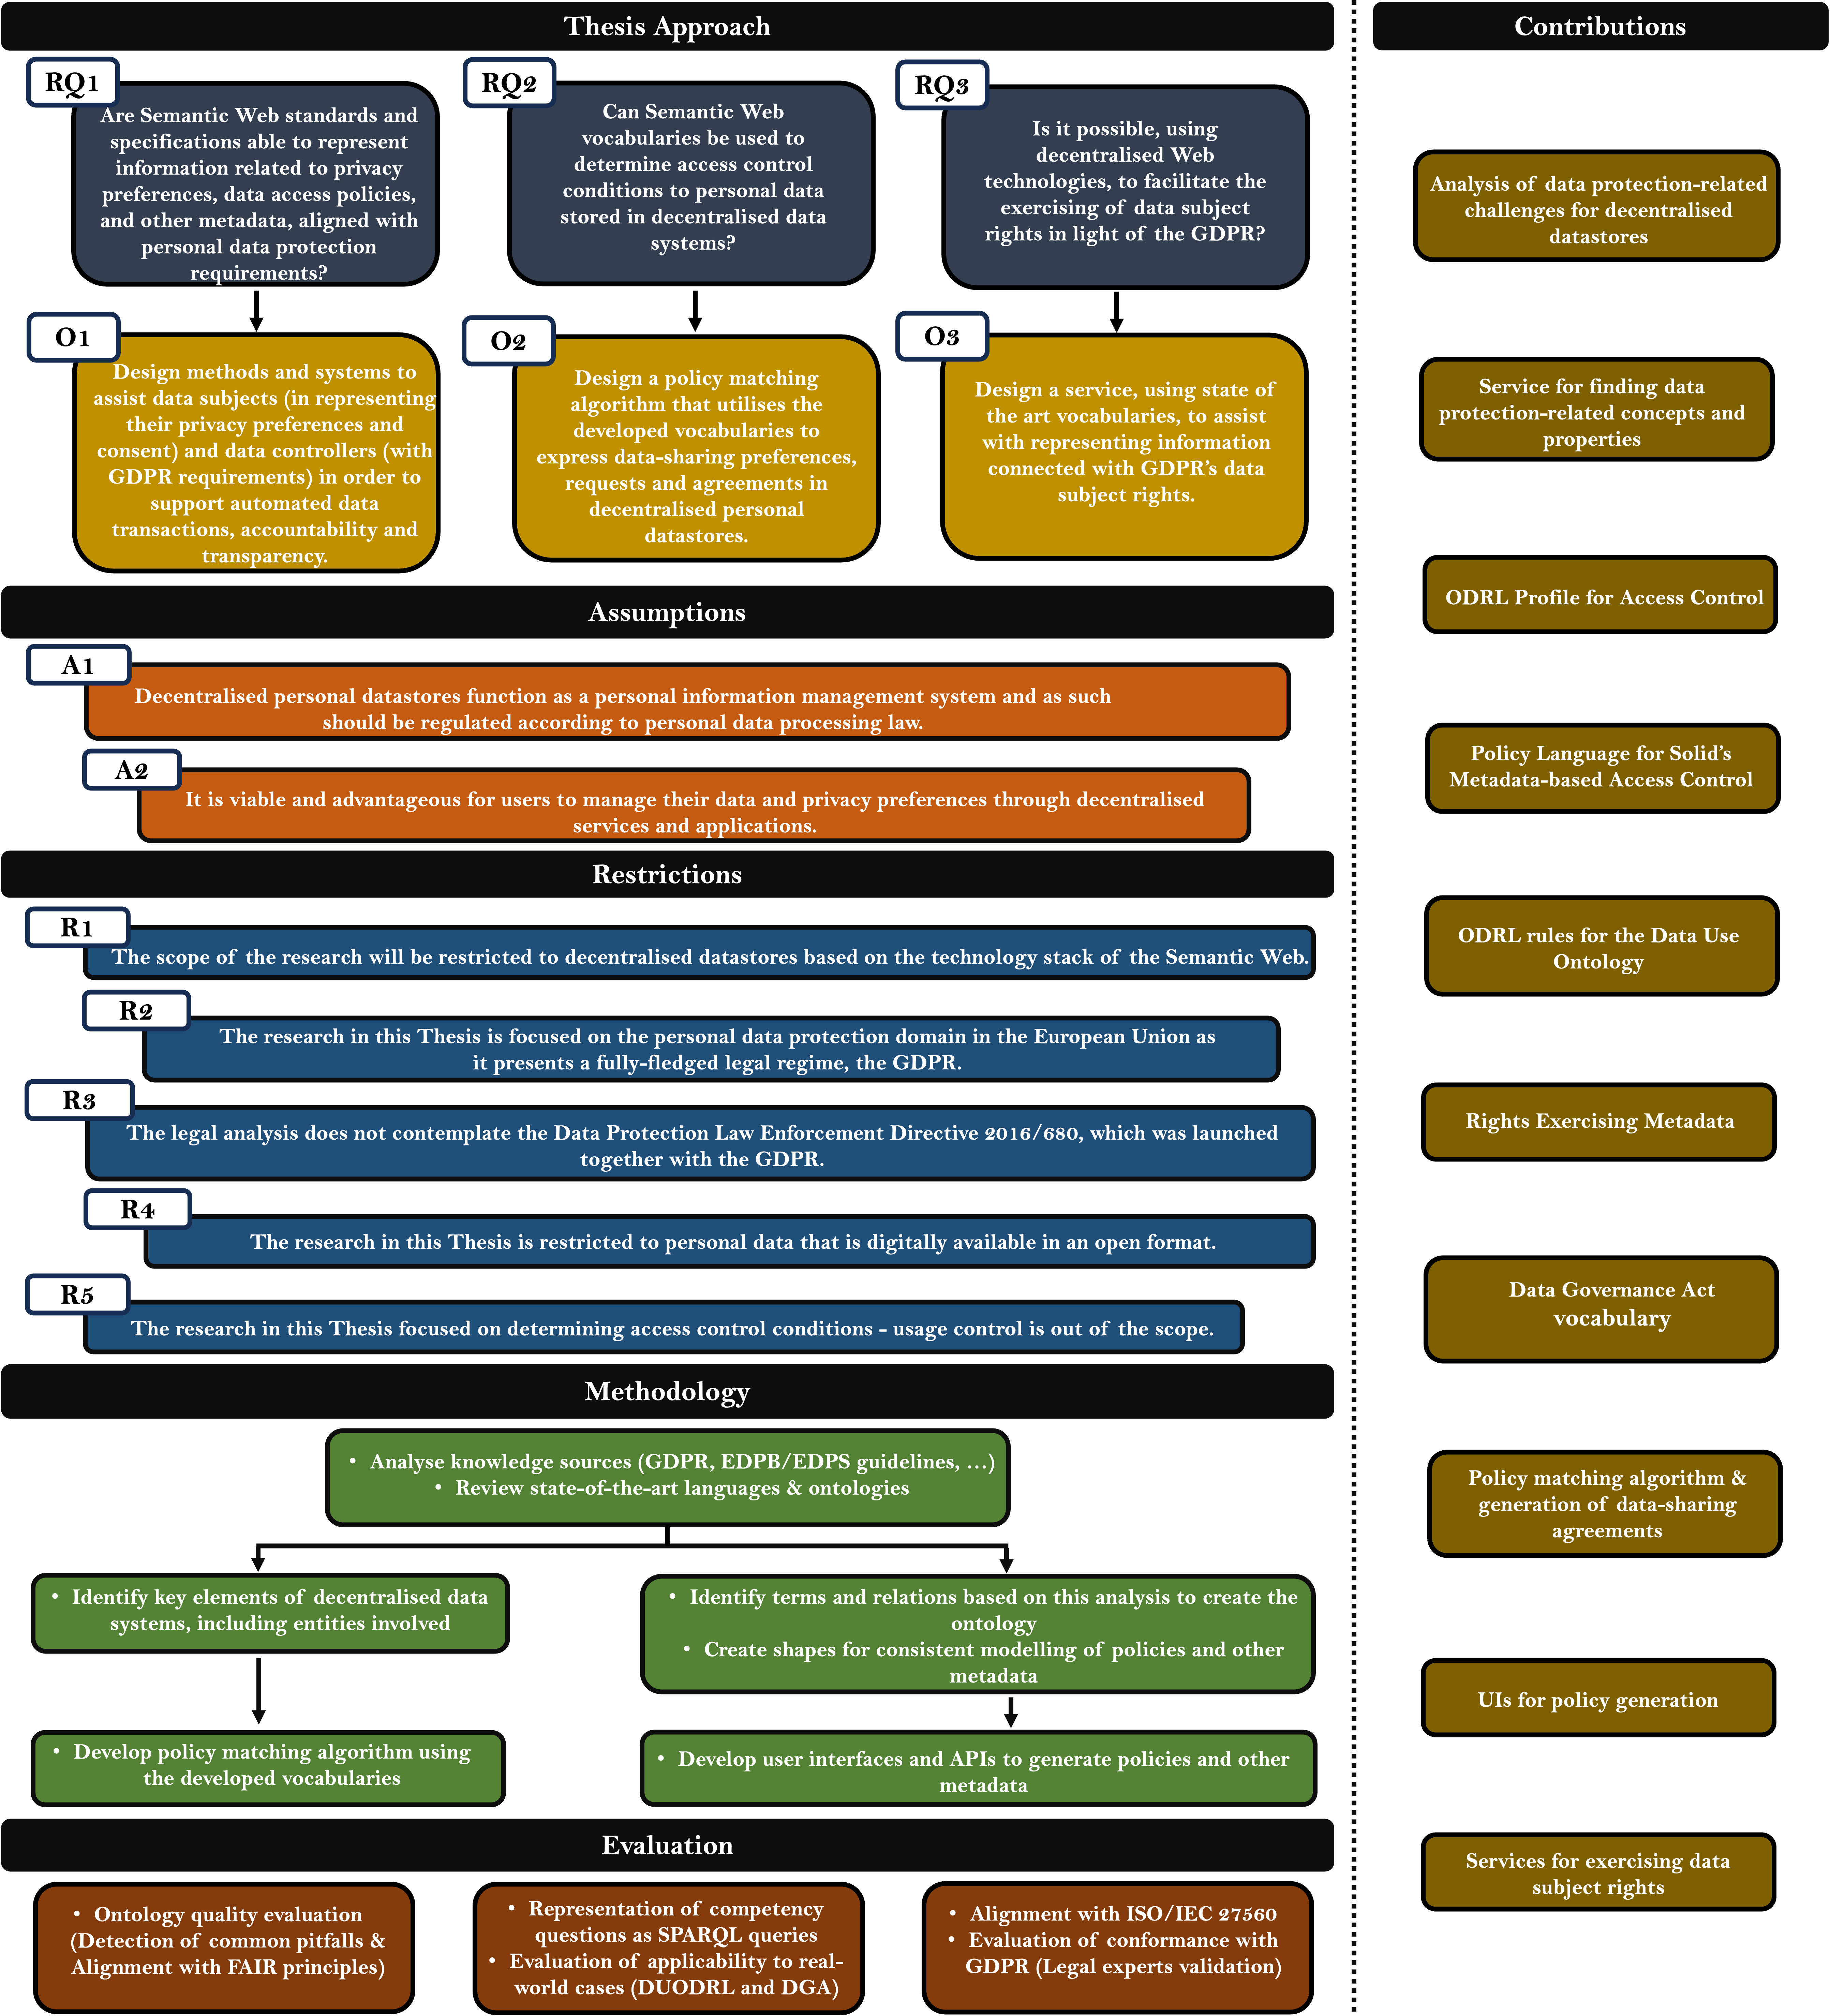 Thesis Approach
RQ1
Are Semantic Web standards and
specifications able to represent
information related to privacy
preferences, data access policies,
and other metadata, aligned with
personal data protection
requirements?
RQ2
Can Semantic Web
vocabularies be used to
determine access control
conditions to personal data
stored in decentralised data
systems?
RQ3
Is it possible, using
decentralised Web
technologies, to facilitate the
exercising of data subject
rights in light of the GDPR?
O1
Design methods and systems to
assist data subjects (in representing
their privacy preferences and
consent) and data controllers (with
GDPR requirements) in order to
support automated data
transactions, accountability and
transparency.
O2
Design a policy matching
algorithm that utilises the
developed vocabularies to
express data-sharing preferences,
requests and agreements in
decentralised personal
datastores.
O3
Design a service, using state of
the art vocabularies, to assist
with representing information
connected with GDPR's data
subject rights.
Assumptions
A1
Decentralised personal datastores function as a personal information management system and as such
should be regulated according to personal data processing law.
A2
It is viable and advantageous for users to manage their data and privacy preferences through decentralised
services and applications.
Restrictions
R1
The scope of the research will be restricted to decentralised datastores based on the technology stack of the Semantic Web.
R2
The research in this Thesis is focused on the personal data protection domain in the European Union as
it presents a fully-fledged legal regime, the GDPR.
R3
The legal analysis does not contemplate the Data Protection Law Enforcement Directive 2016/680, which was launched
together with the GDPR.
R4
The research in this Thesis is restricted to personal data that is digitally available in an open format.
R5
The research in this Thesis focused on determining access control conditions - usage control is out of the scope.
Methodology
• Analyse knowledge sources (GDPR, EDPB/EDPS guidelines, …)
• Review state-of-the-art languages & ontologies
• Identify key elements of decentralised data
systems, including entities involved
• Identify terms and relations based on this analysis to create the
ontology
• Create shapes for consistent modelling of policies and other
metadata
• Develop policy matching algorithm using
the developed vocabularies
• Develop user interfaces and APIs to generate policies and other
metadata
Evaluation
• Ontology quality evaluation
(Detection of common pitfalls &
Alignment with FAIR principles)
• Representation of competency
questions as SPARQL queries
• Evaluation of applicability to real-
world cases (DUODRL and DGA)
• Alignment with ISO/IEC 27560
• Evaluation of conformance with
GDPR (Legal experts validation)
Contributions
Analysis of data protection-related
challenges for decentralised
datastores
Service for finding data
protection-related concepts and
properties
ODRL Profile for Access Control
Policy Language for Solid's
Metadata-based Access Control
ODRL rules for the Data Use
Ontology
Rights Exercising Metadata
Data Governance Act
vocabulary
Policy matching algorithm &
generation of data-sharing
agreements
UIs for policy generation
Services for exercising data
subject rights